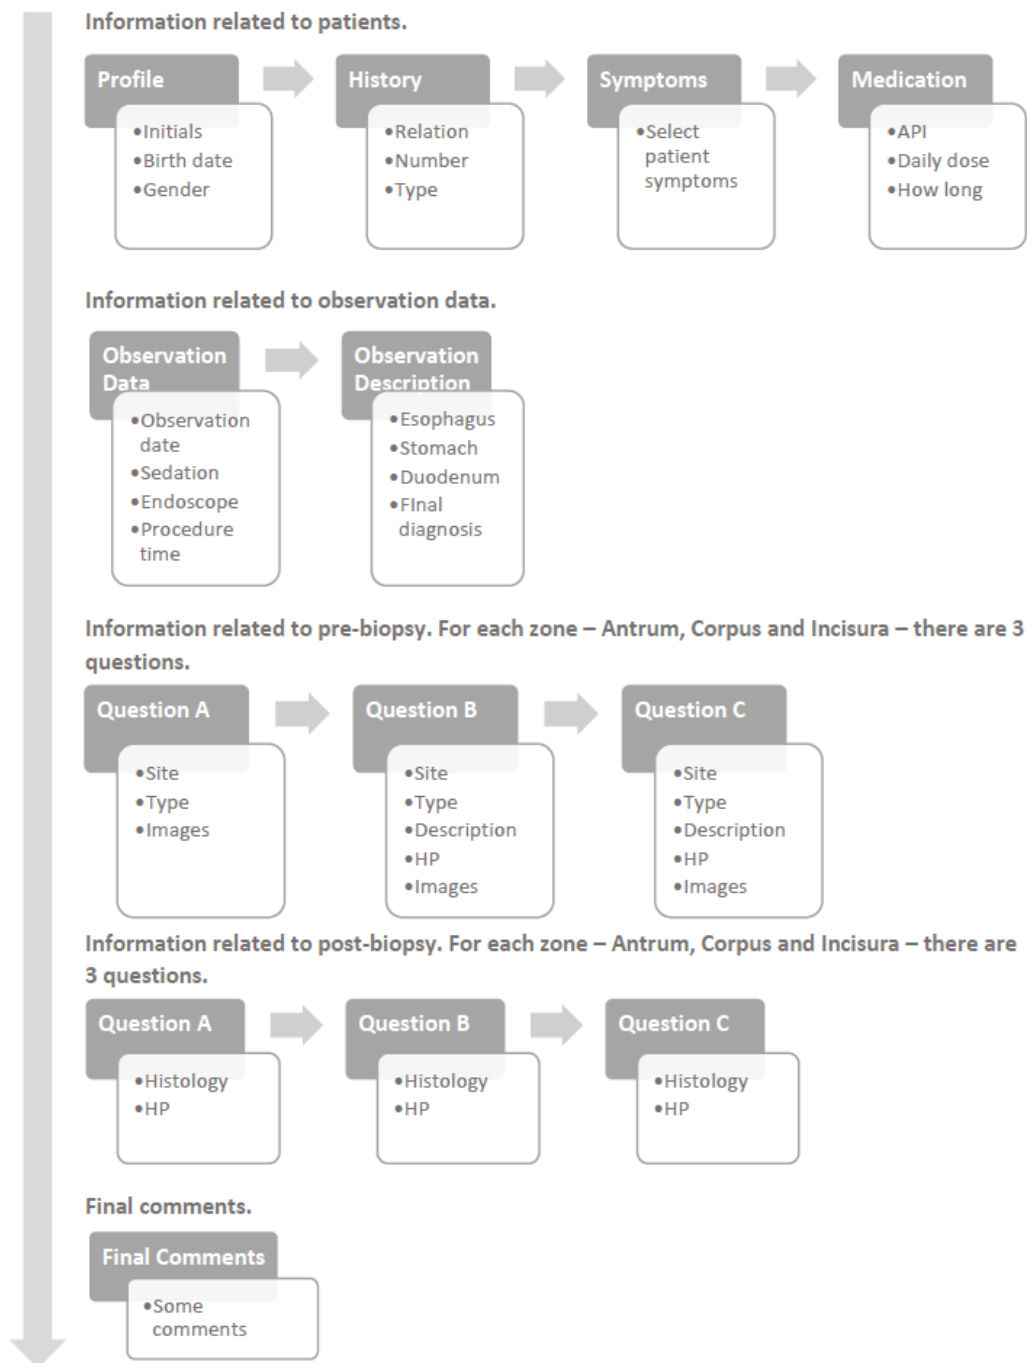 Information related to patients.
Profile
•Initials
•Birth date
•Gender
History
•Relation
•Number
•Type
Symptoms
•Select
patient
symptoms
Medication
•API
•Daily dose
•How long
Information related to observation data.
Observation
Data
•Observation
date
•Sedation
•Endoscope
•Procedure
time
Observation
Description
•Esophagus
•Stomach
•Duodenum
•FInal
diagnosis
Information related to pre-biopsy. For each zone – Antrum, Corpus and Incisura – there are 3
questions.
Question A
•Site
•Type
•Images
Question B
•Site
•Type
•Description
•HP
•Images
Question C
•Site
•Type
•Description
•HP
•Images
Information related to post-biopsy. For each zone – Antrum, Corpus and Incisura – there are
3 questions.
Question A
•Histology
•HP
Question B
•Histology
•HP
Question C
•Histology
•HP
Final comments.
Final Comments
•Some
comments